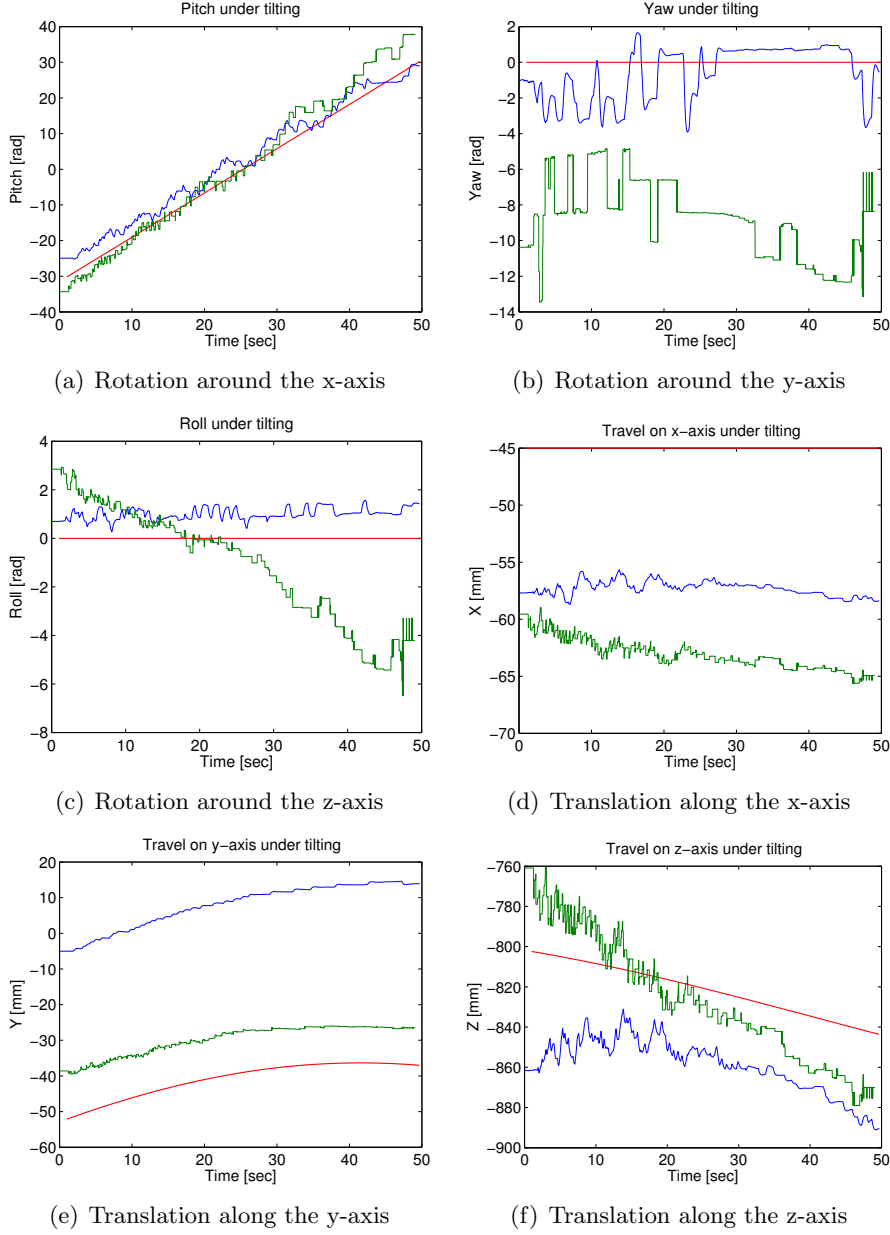 Pitch under tilting
40
30
20
10
0
−10
−20
−30
−40
Pitch [rad]
0 10 20 30 40 50
Time [sec]
(a) Rotation around the x-axis
Yaw under tilting
2
0
−2
−4
−6
−8
−10
−12
−14
Yaw [rad]
0 10 20 30 40 50
Time [sec]
(b) Rotation around the y-axis
Roll under tilting
4
2
0
−2
−4
−6
−8
Roll [rad]
0 10 20 30 40 50
Time [sec]
(c) Rotation around the z-axis
Travel on x−axis under tilting
−45
−50
−55
−60
−65
−70
X [mm]
0 10 20 30 40 50
Time [sec]
(d) Translation along the x-axis
Travel on y−axis under tilting
20
10
0
−10
−20
−30
−40
−50
−60
Y [mm]
0 10 20 30 40 50
Time [sec]
(e) Translation along the y-axis
Travel on z−axis under tilting
−760
−780
−800
−820
−840
−860
−880
−900
Z [mm]
0 10 20 30 40 50
Time [sec]
(f) Translation along the z-axis